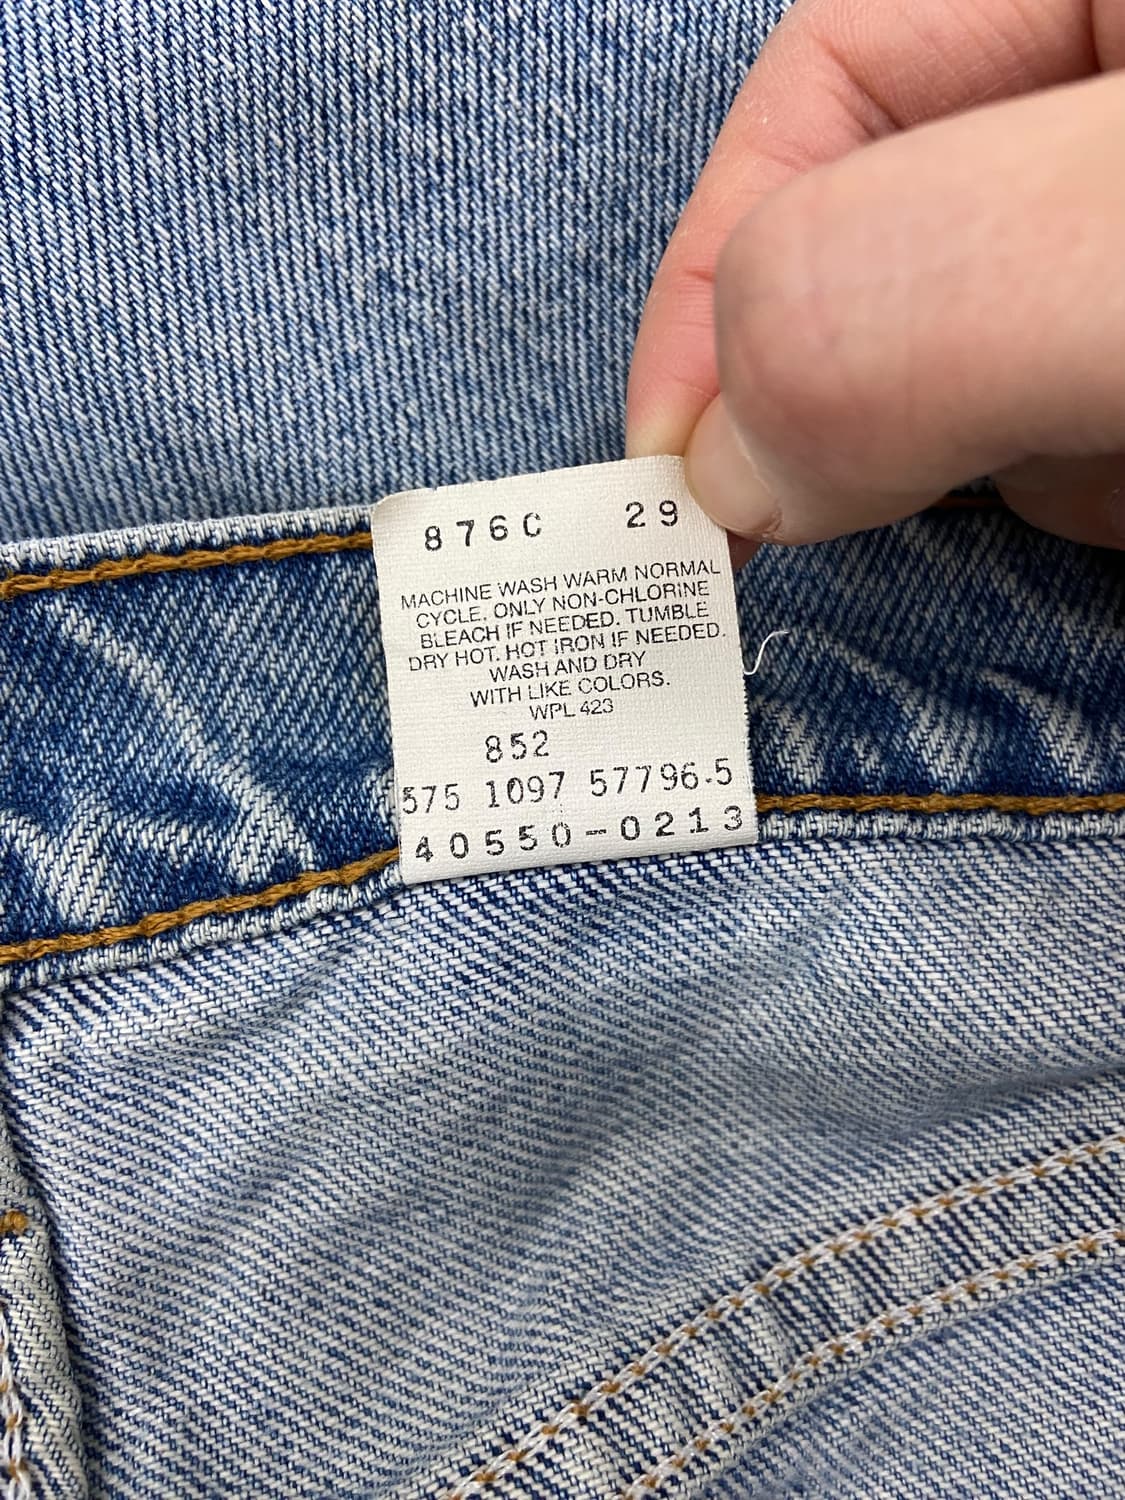 876C 29
MACHINE WASH WARM NORMAL
CYCLE. ONLY NON-CHLORINE
BLEACH IF NEEDED. TUMBLE
DRY HOT. HOT IRON IF NEEDED.
WASH AND DRY
WITH LIKE COLORS.
WPL 423
852
575 1097 57796.5
40550-0213